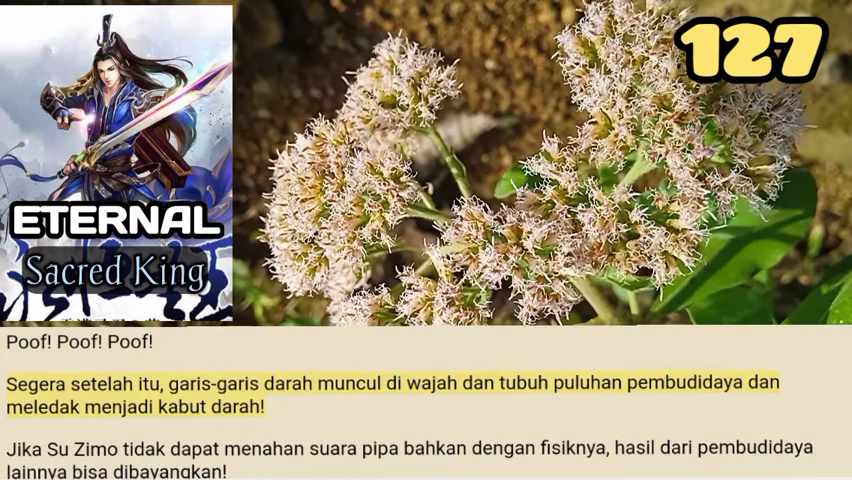 127
ETERNAL
Sacred King
Poof! Poof! Poof!
Segera setelah itu, garis-garis darah muncul di wajah dan tubuh puluhan pembudidaya dan
meledak menjadi kabut darah!
Jika Su Zimo tidak dapat menahan suara pipa bahkan dengan fisiknya, hasil dari pembudidaya
lainnya bisa dibayangkan!